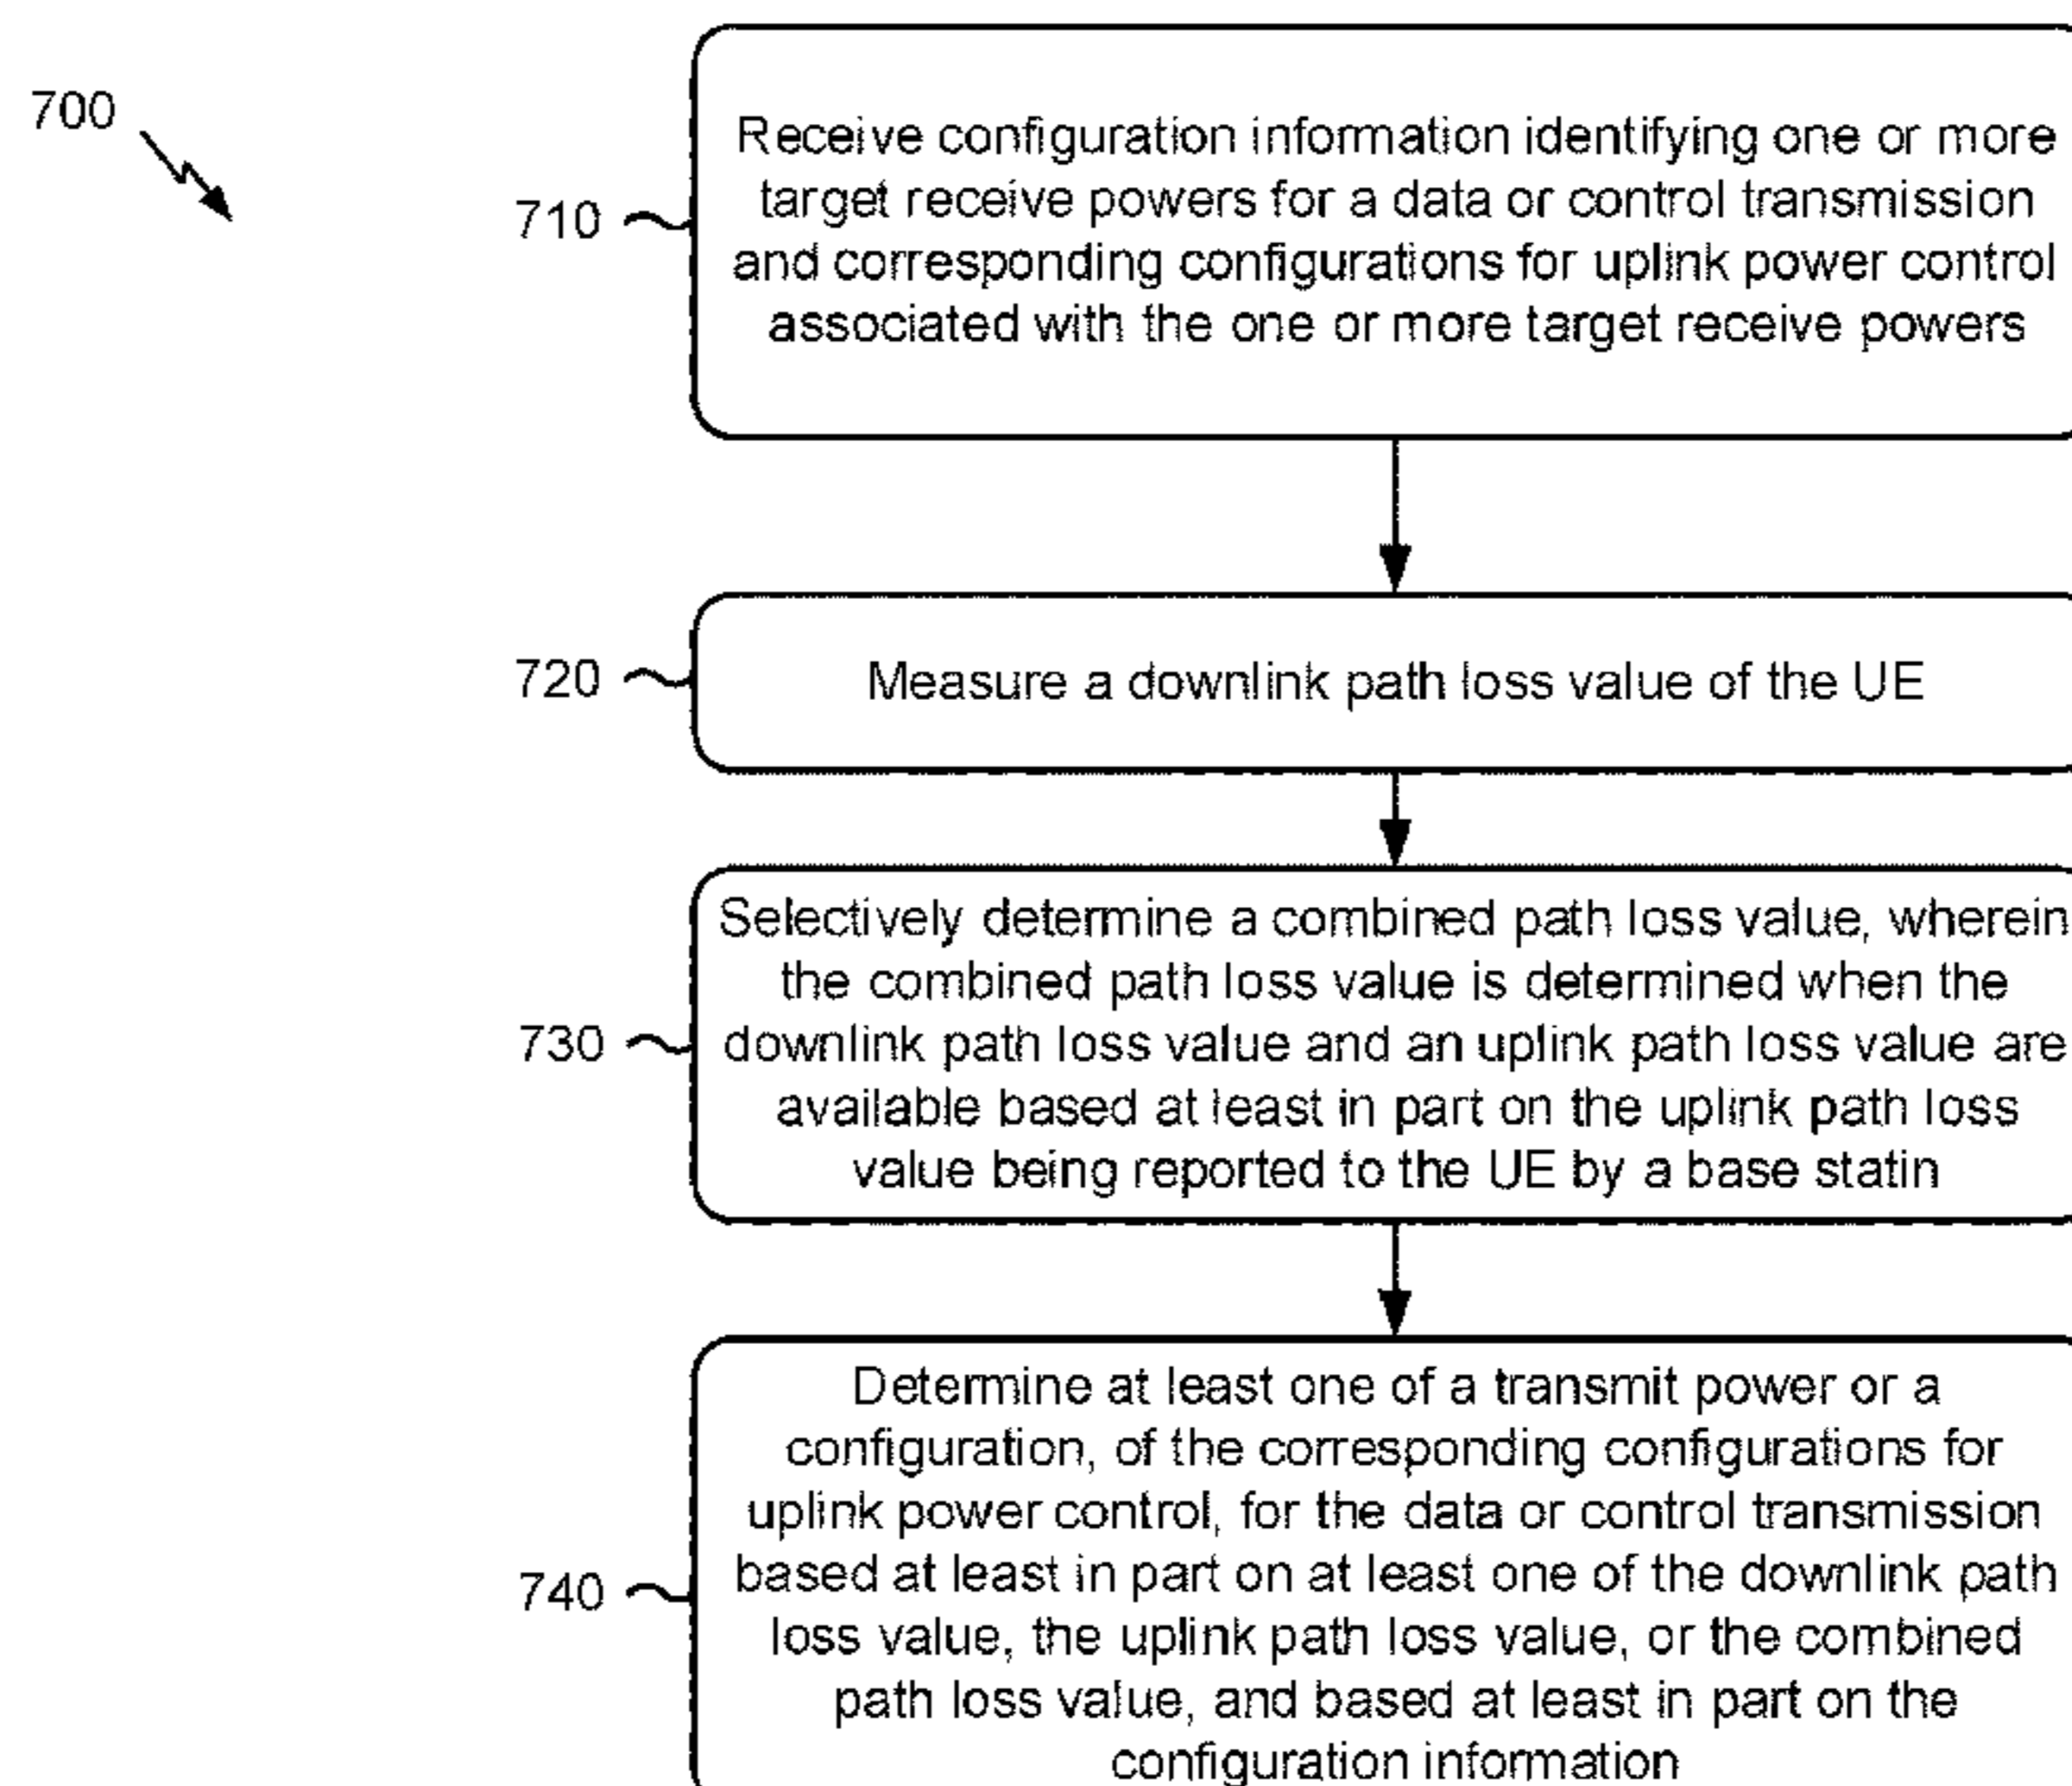 700
710
Receive configuration information identifying one or more
target receive powers for a data or control transmission
and corresponding configurations for uplink power control
associated with the one or more target receive powers
720
Measure a downlink path loss value of the UE
730
Selectively determine a combined path loss value, wherein
the combined path loss value is determined when the
downlink path loss value and an uplink path loss value are
available based at least in part on the uplink path loss
value being reported to the UE by a base statin
740
Determine at least one of a transmit power or a
configuration, of the corresponding configurations for
uplink power control, for the data or control transmission
based at least in part on at least one of the downlink path
loss value, the uplink path loss value, or the combined
path loss value, and based at least in part on the
configuration information